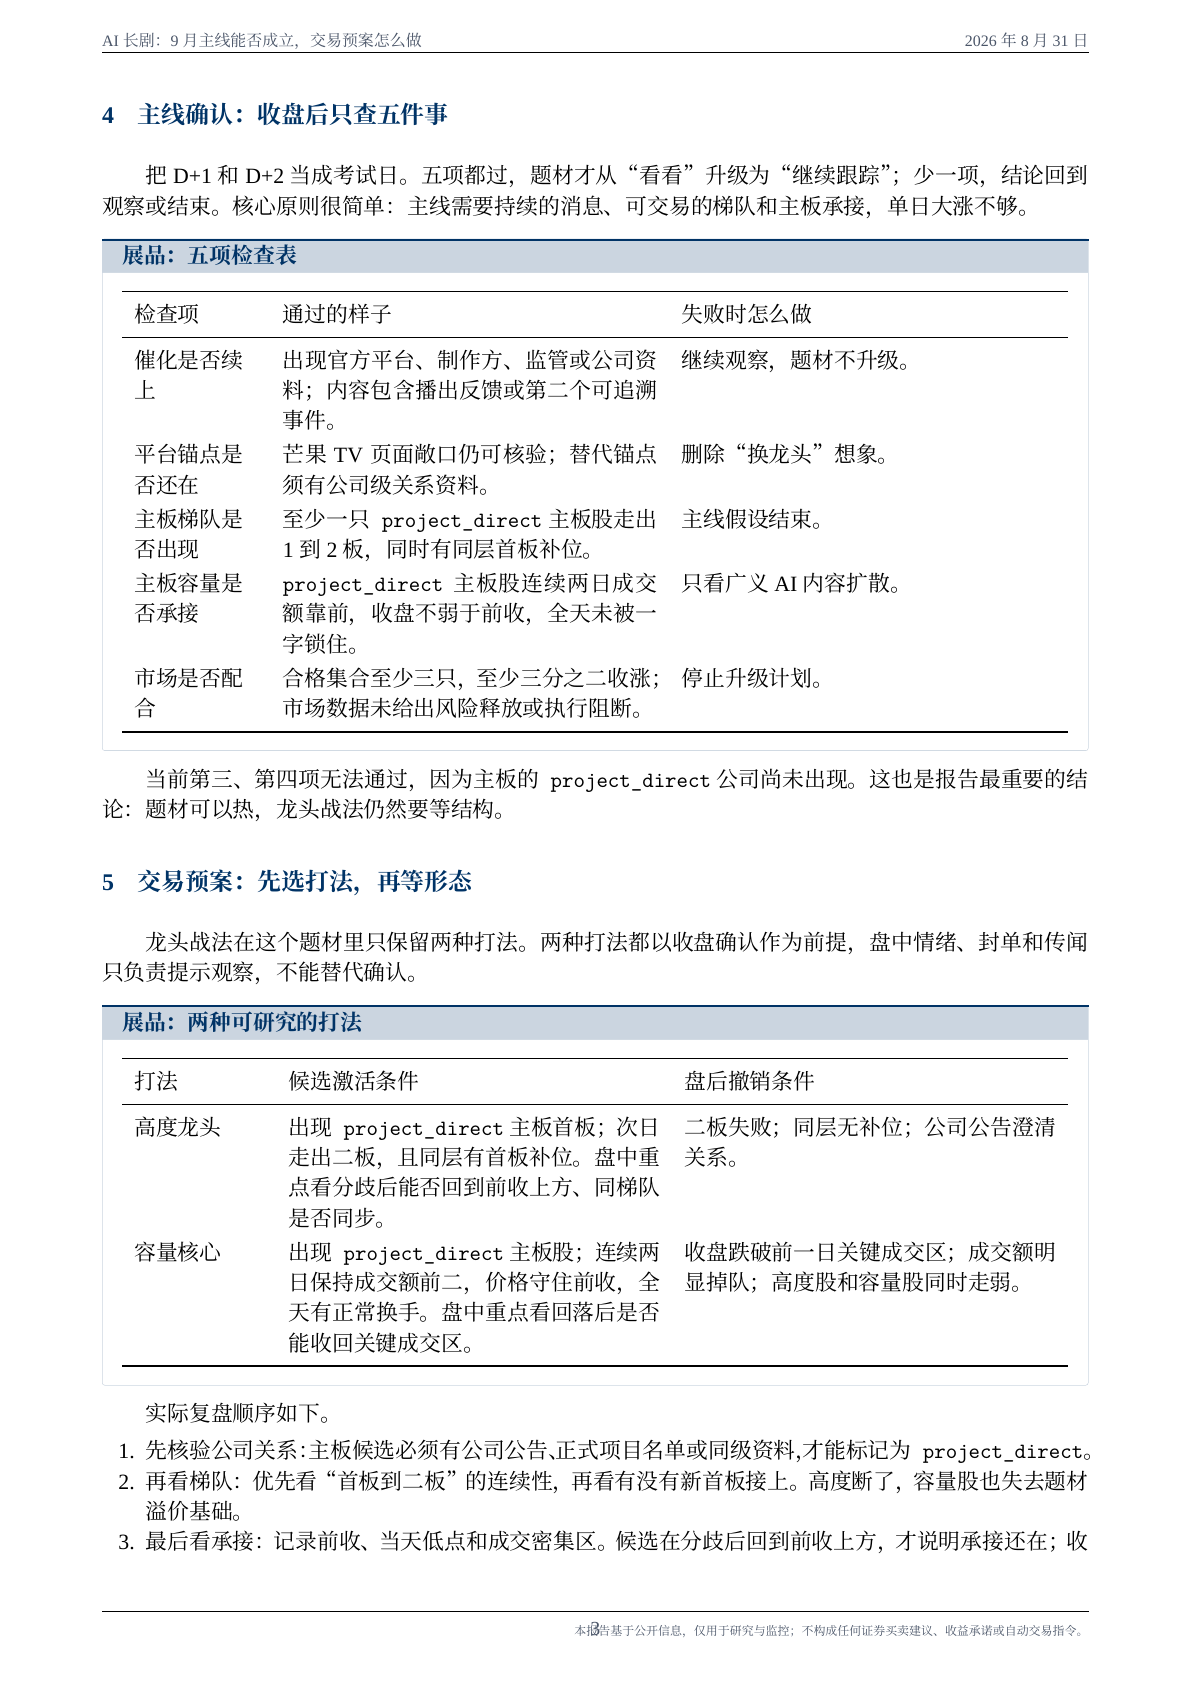 AI 长剧：9 月主线能否成立，交易预案怎么做 2026 年 8 月 31 日
4 主线确认：收盘后只查五件事
把 D+1 和 D+2 当成考试日。五项都过，题材才从“看看”升级为“继续跟踪”；少一项，结论回到
观察或结束。核心原则很简单：主线需要持续的消息、可交易的梯队和主板承接，单日大涨不够。
展品：五项检查表
检查项 通过的样子 失败时怎么做
催化是否续 出现官方平台、制作方、监管或公司资 继续观察，题材不升级。
上 料；内容包含播出反馈或第二个可追溯
事件。
平台锚点是 芒果 TV 页面敞口仍可核验；替代锚点 删除“换龙头”想象。
否还在 须有公司级关系资料。
主板梯队是 至少一只 project_direct 主板股走出 主线假设结束。
否出现 1 到 2 板，同时有同层首板补位。
主板容量是 project_direct 主板股连续两日成交 只看广义 AI 内容扩散。
否承接 额靠前，收盘不弱于前收，全天未被一
字锁住。
市场是否配 合格集合至少三只，至少三分之二收涨； 停止升级计划。
合 市场数据未给出风险释放或执行阻断。
当前第三、第四项无法通过，因为主板的 project_direct 公司尚未出现。这也是报告最重要的结
论：题材可以热，龙头战法仍然要等结构。
5 交易预案：先选打法，再等形态
龙头战法在这个题材里只保留两种打法。两种打法都以收盘确认作为前提，盘中情绪、封单和传闻
只负责提示观察，不能替代确认。
展品：两种可研究的打法
打法 候选激活条件 盘后撤销条件
高度龙头 出现 project_direct 主板首板；次日 二板失败；同层无补位；公司公告澄清
走出二板，且同层有首板补位。盘中重 关系。
点看分歧后能否回到前收上方、同梯队
是否同步。
容量核心 出现 project_direct 主板股；连续两 收盘跌破前一日关键成交区；成交额明
日保持成交额前二，价格守住前收，全 显掉队；高度股和容量股同时走弱。
天有正常换手。盘中重点看回落后是否
能收回关键成交区。
实际复盘顺序如下。
1. 先核验公司关系：主板候选必须有公司公告、正式项目名单或同级资料，才能标记为 project_direct。
2. 再看梯队：优先看“首板到二板”的连续性，再看有没有新首板接上。高度断了，容量股也失去题材
溢价基础。
3. 最后看承接：记录前收、当天低点和成交密集区。候选在分歧后回到前收上方，才说明承接还在；收
3
本报告基于公开信息，仅用于研究与监控；不构成任何证券买卖建议、收益承诺或自动交易指令。